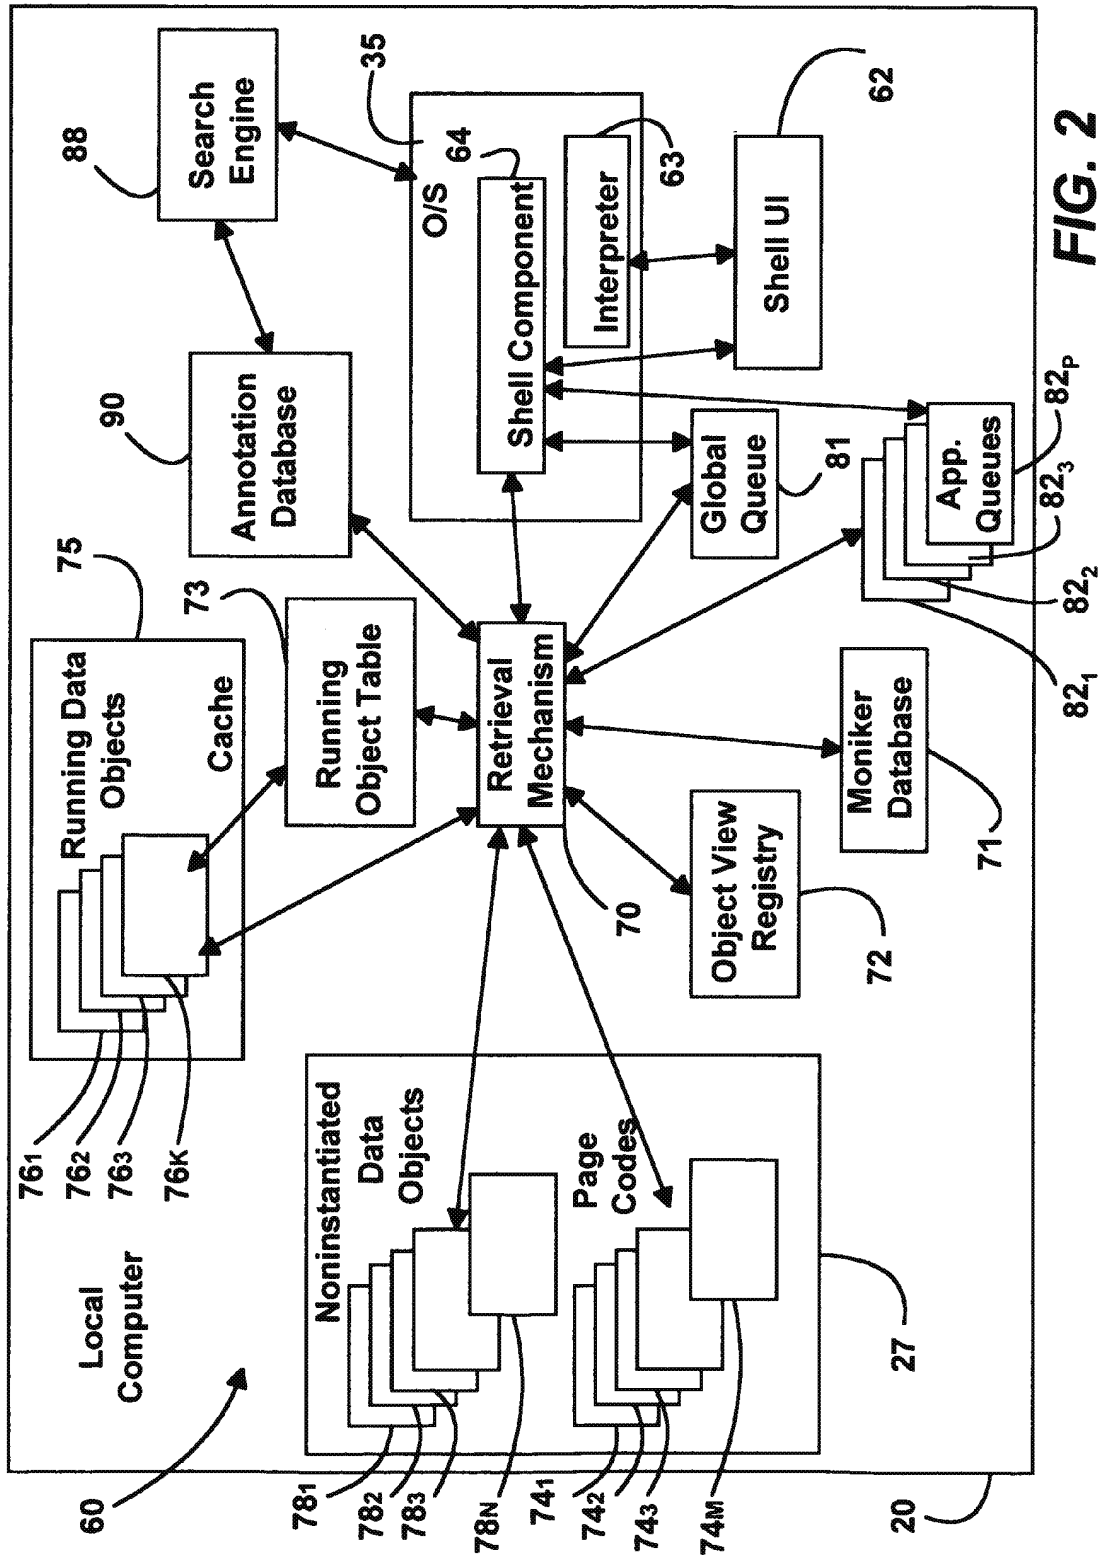 60
Local
Computer
76₁
76₂
76₃
76K
Running Data
Objects
Cache
75
90
Annotation
Database
88
Search
Engine
35
O/S
64
Shell Component
Interpreter
63
62
Shell UI
73
Running
Object Table
Retrieval
Mechanism
70
Global
Queue
81
App.
Queues
82₁
82₂
82₃
82P
Noninstantiated
Data
Objects
Page
Codes
78₁
78₂
78₃
78N
74₁
74₂
74₃
74M
27
Object View
Registry
72
Moniker
Database
71
20
FIG. 2